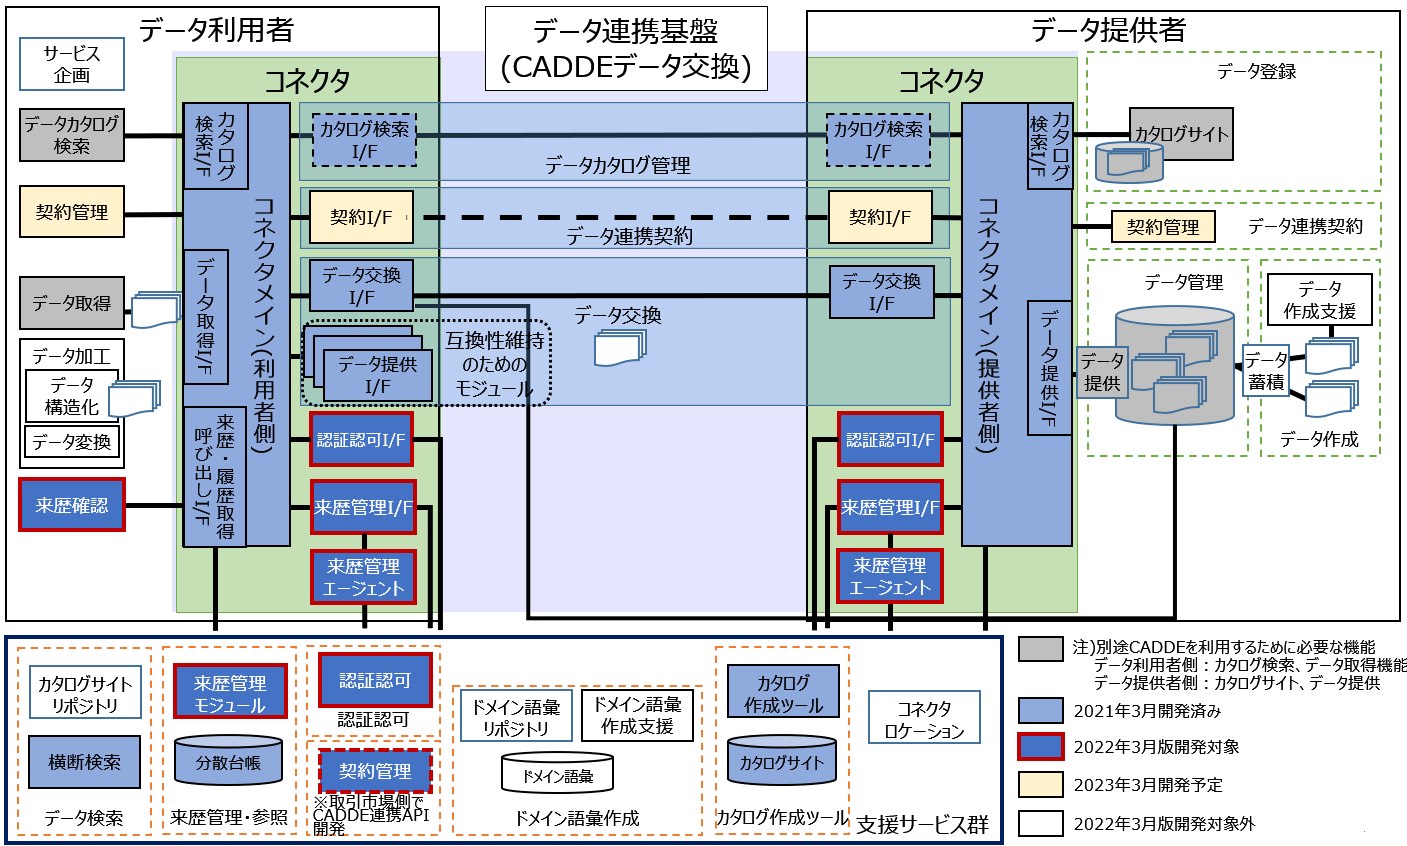 データ利用者
データ連携基盤
(CADDEデータ交換)
データ提供者
サービス
企画
コネクタ
コネクタ
データ登録
データカタログ
検索
カタログ
検索I/F
カタログ検索
I/F
カタログ検索
I/F
カタログ
検索I/F
カタログサイト
データカタログ管理
契約管理
契約I/F
契約I/F
データ連携契約
契約管理
データ連携契約
コネクタメイン(利用者側)
コネクタメイン(提供者側)
データ取得
データ取得I/F
データ交換
I/F
データ交換
データ交換
I/F
データ管理
データ
作成支援
データ加工
データ
構造化
データ変換
データ提供
I/F
互換性維持
のための
モジュール
データ提供I/F
データ
提供
データ
蓄積
データ作成
来歴・履歴取得
呼び出しI/F
認証認可I/F
認証認可I/F
来歴確認
来歴管理I/F
来歴管理I/F
来歴管理
エージェント
来歴管理
エージェント
カタログサイト
リポジトリ
横断検索
データ検索
来歴管理
モジュール
分散台帳
来歴管理・参照
認証認可
認証認可
契約管理
※取引市場側で
CADDE連携API
開発
ドメイン語彙
リポジトリ
ドメイン語彙
作成支援
ドメイン語彙
ドメイン語彙作成
カタログ
作成ツール
カタログサイト
カタログ作成ツール
コネクタ
ロケーション
支援サービス群
注)別途CADDEを利用するために必要な機能
データ利用者側：カタログ検索、データ取得機能
データ提供者側：カタログサイト、データ提供
2021年3月開発済み
2022年3月版開発対象
2023年3月開発予定
2022年3月版開発対象外